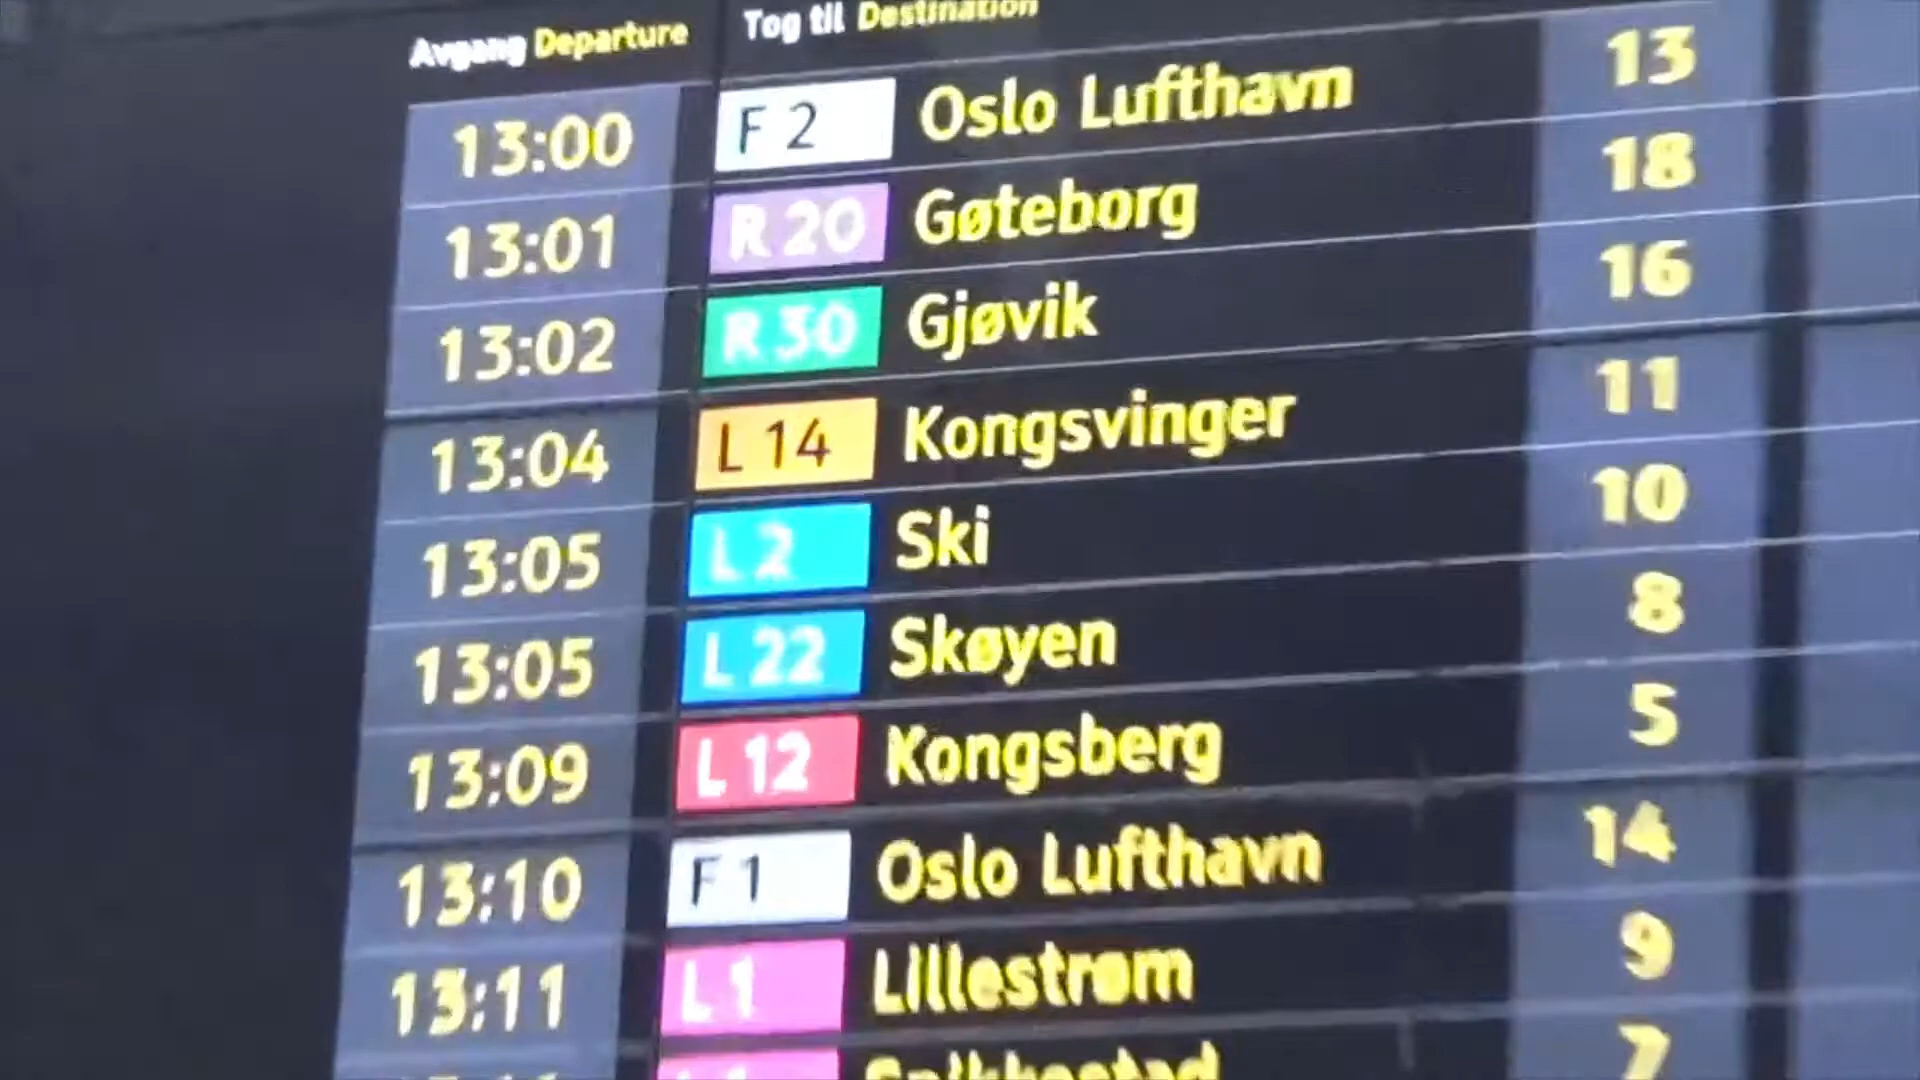 Avgang Departure Tog til Destination
13:00 F 2 Oslo Lufthavn 13
13:01 R 20 Gøteborg 18
13:02 R 30 Gjøvik 16
13:04 L 14 Kongsvinger 11
13:05 L 2 Ski 10
13:05 L 22 Skøyen 8
13:09 L 12 Kongsberg 5
13:10 F 1 Oslo Lufthavn 14
13:11 L 1 Lillestrøm 9
Spikkestad 7